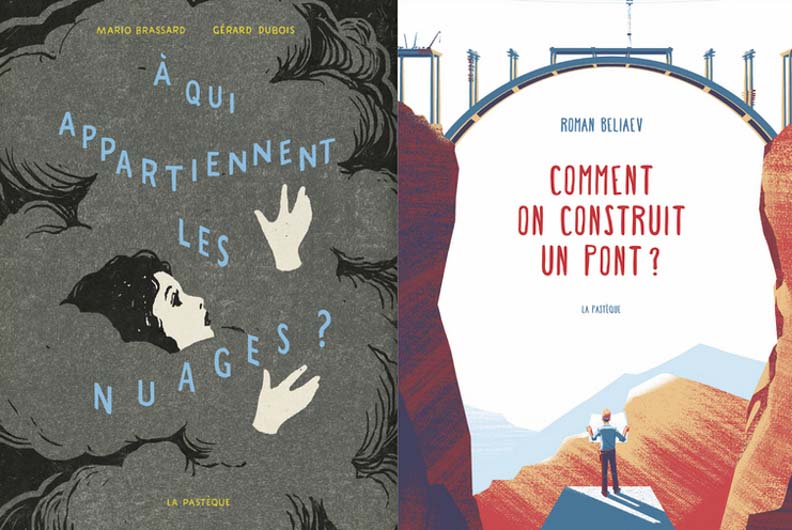 MARIO BRASSARD GÉRARD DUBOIS
À QUI
APPARTIENNENT
LES
NUAGES ?
LA PASTÈQUE
ROMAN BELIAEV
COMMENT
ON CONSTRUIT
UN PONT ?
LA PASTÈQUE